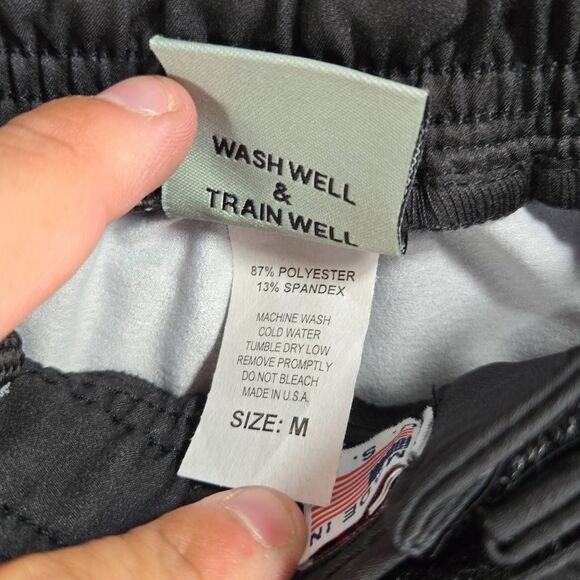 WASH WELL
&
TRAIN WELL
87% POLYESTER
13% SPANDEX
MACHINE WASH
COLD WATER
TUMBLE DRY LOW
REMOVE PROMPTLY
DO NOT BLEACH
MADE IN U.S.A.
SIZE: M